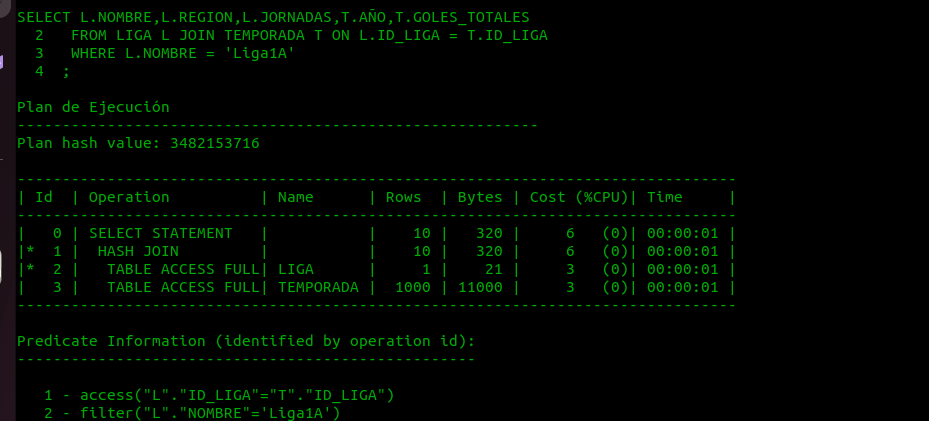 SELECT L.NOMBRE,L.REGION,L.JORNADAS,T.AÑO,T.GOLES_TOTALES
  2   FROM LIGA L JOIN TEMPORADA T ON L.ID_LIGA = T.ID_LIGA
  3   WHERE L.NOMBRE = 'Liga1A'
  4  ;
Plan de Ejecución
----------------------------------------------------------
Plan hash value: 3482153716
--------------------------------------------------------------------------------
| Id  | Operation          | Name      | Rows  | Bytes | Cost (%CPU)| Time     |
--------------------------------------------------------------------------------
|   0 | SELECT STATEMENT   |           |    10 |   320 |     6   (0)| 00:00:01 |
|*  1 |  HASH JOIN         |           |    10 |   320 |     6   (0)| 00:00:01 |
|*  2 |   TABLE ACCESS FULL| LIGA      |     1 |    21 |     3   (0)| 00:00:01 |
|   3 |   TABLE ACCESS FULL| TEMPORADA |  1000 | 11000 |     3   (0)| 00:00:01 |
--------------------------------------------------------------------------------
Predicate Information (identified by operation id):
---------------------------------------------------
   1 - access("L"."ID_LIGA"="T"."ID_LIGA")
   2 - filter("L"."NOMBRE"='Liga1A')